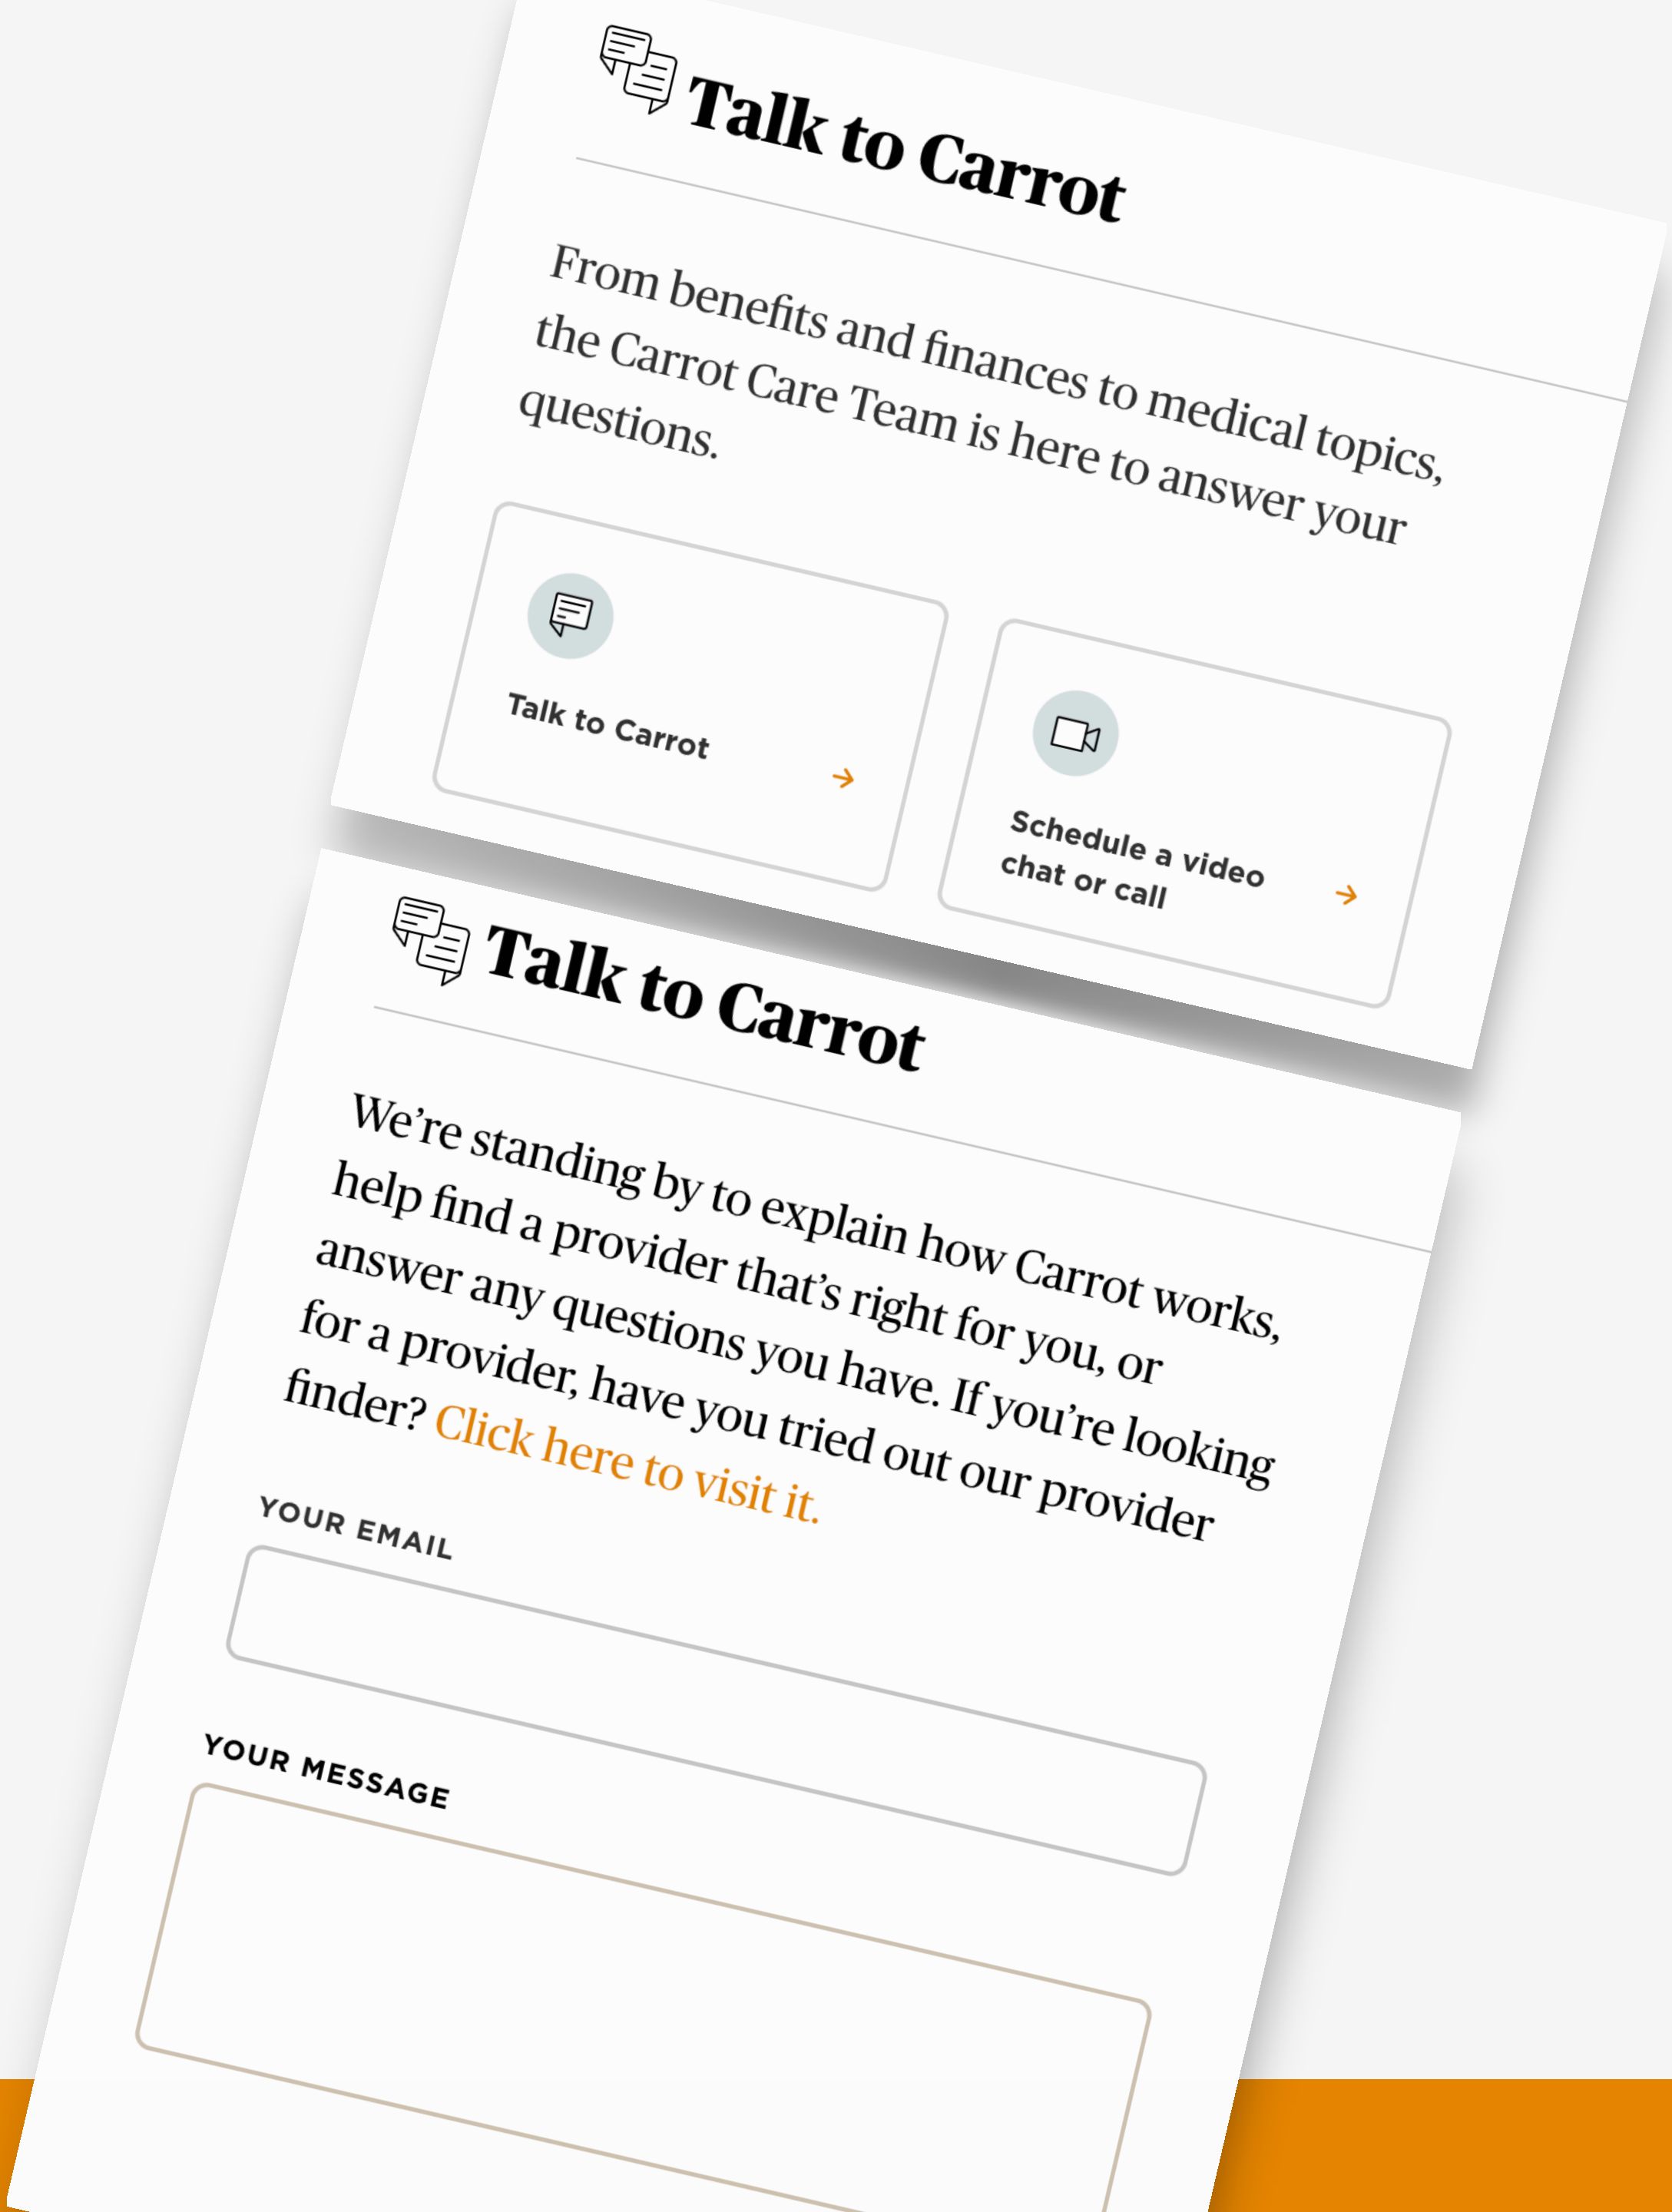 Talk to Carrot
From benefits and finances to medical topics,
the Carrot Care Team is here to answer your
questions.
Talk to Carrot
Schedule a video
chat or call
Talk to Carrot
We’re standing by to explain how Carrot works,
help find a provider that’s right for you, or
answer any questions you have. If you’re looking
for a provider, have you tried out our provider
finder? Click here to visit it.
YOUR EMAIL
YOUR MESSAGE